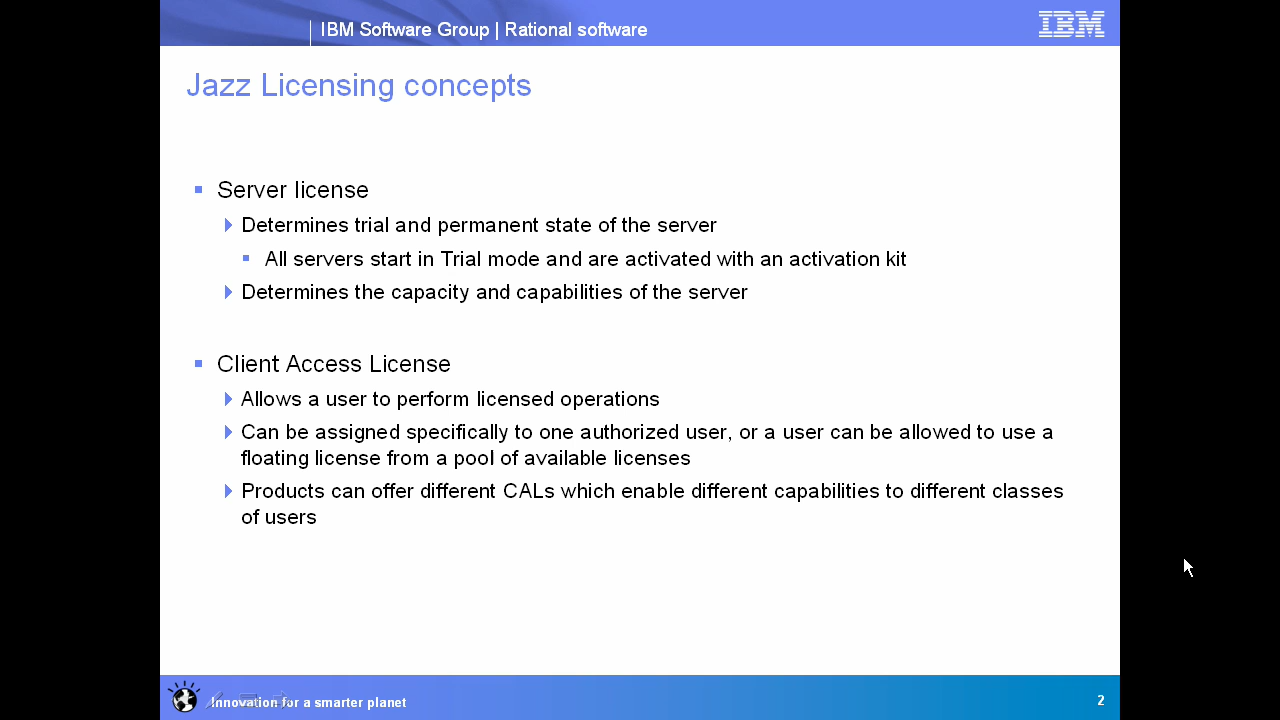 IBM Software Group | Rational software
IBM
Jazz Licensing concepts
Server license
Determines trial and permanent state of the server
All servers start in Trial mode and are activated with an activation kit
Determines the capacity and capabilities of the server
Client Access License
Allows a user to perform licensed operations
Can be assigned specifically to one authorized user, or a user can be allowed to use a
floating license from a pool of available licenses
Products can offer different CALs which enable different capabilities to different classes
of users
Innovation for a smarter planet
2